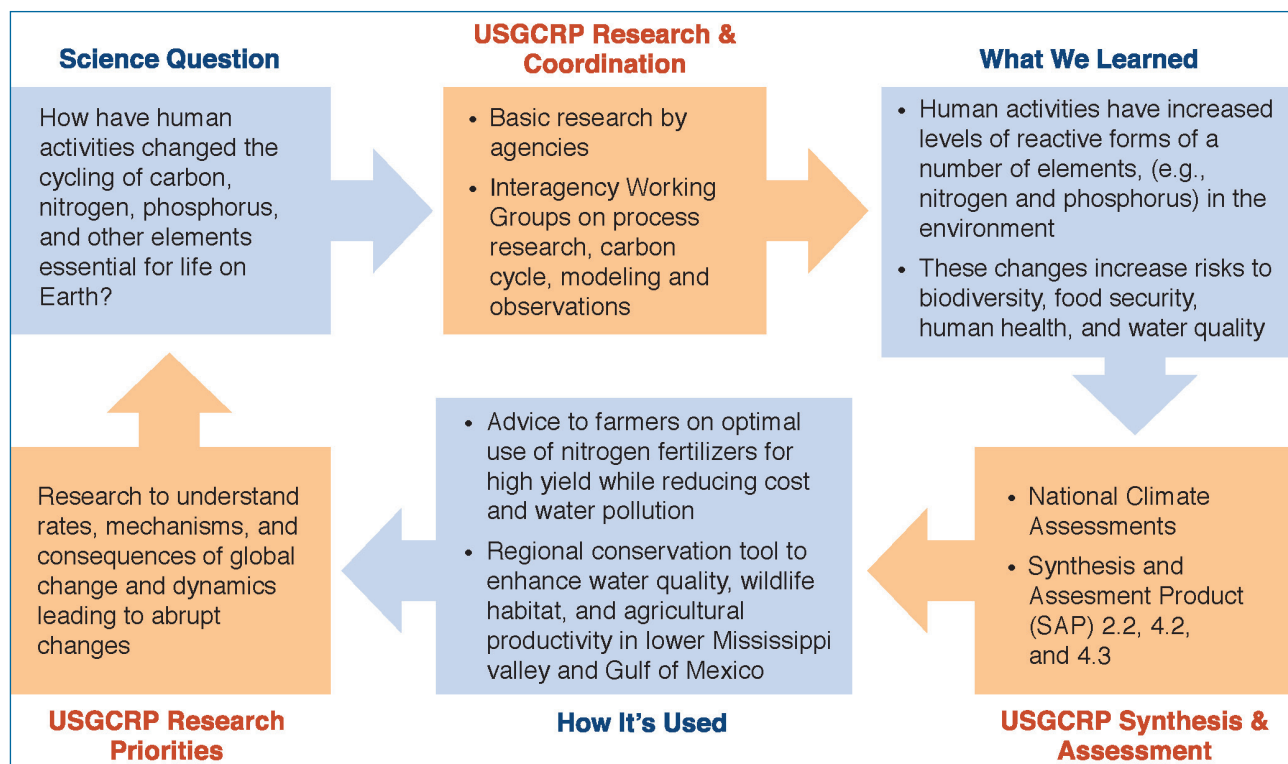 Science Question
How have human
activities changed the
cycling of carbon,
nitrogen, phosphorus,
and other elements
essential for life on
Earth?
USGCRP Research &
Coordination
• Basic research by
agencies
• Interagency Working
Groups on process
research, carbon
cycle, modeling and
observations
What We Learned
• Human activities have increased
levels of reactive forms of a
number of elements, (e.g.,
nitrogen and phosphorus) in the
environment
• These changes increase risks to
biodiversity, food security,
human health, and water quality
• National Climate
Assessments
• Synthesis and
Assesment Product
(SAP) 2.2, 4.2,
and 4.3
USGCRP Synthesis &
Assessment
• Advice to farmers on optimal
use of nitrogen fertilizers for
high yield while reducing cost
and water pollution
• Regional conservation tool to
enhance water quality, wildlife
habitat, and agricultural
productivity in lower Mississippi
valley and Gulf of Mexico
How It's Used
Research to understand
rates, mechanisms, and
consequences of global
change and dynamics
leading to abrupt
changes
USGCRP Research
Priorities